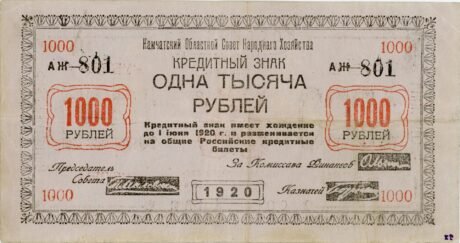 1000 Камчатский Областной Совет Народнаго Хозяйства 1000
АЖ-801 КРЕДИТНЫЙ ЗНАК АЖ-801
ОДНА ТЫСЯЧА
РУБЛЕЙ
1000
РУБЛЕЙ
Кредитный знак имеет хождение
до 1 июня 1920 г. и разменивается
на общие Российские кредитные
билеты
1000
РУБЛЕЙ
Председатель
Совета
За Комиссара Финансов
1920
Казначей
1000 1000